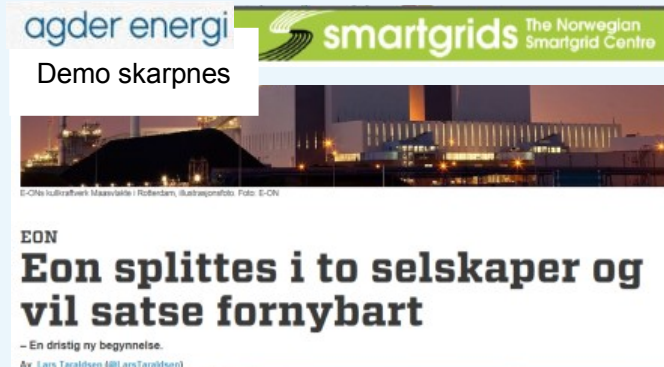 agder energi
smartgrids The Norwegian
Smartgrid Centre
Demo skarpnes
E-ONs kullkraftverk Maasvlakte i Rotterdam, illustrasjonsfoto. Foto: E-ON
EON
Eon splittes i to selskaper og
vil satse fornybart
– En dristig ny begynnelse.
Av Lars Taraldsen (@LarsTaraldsen)